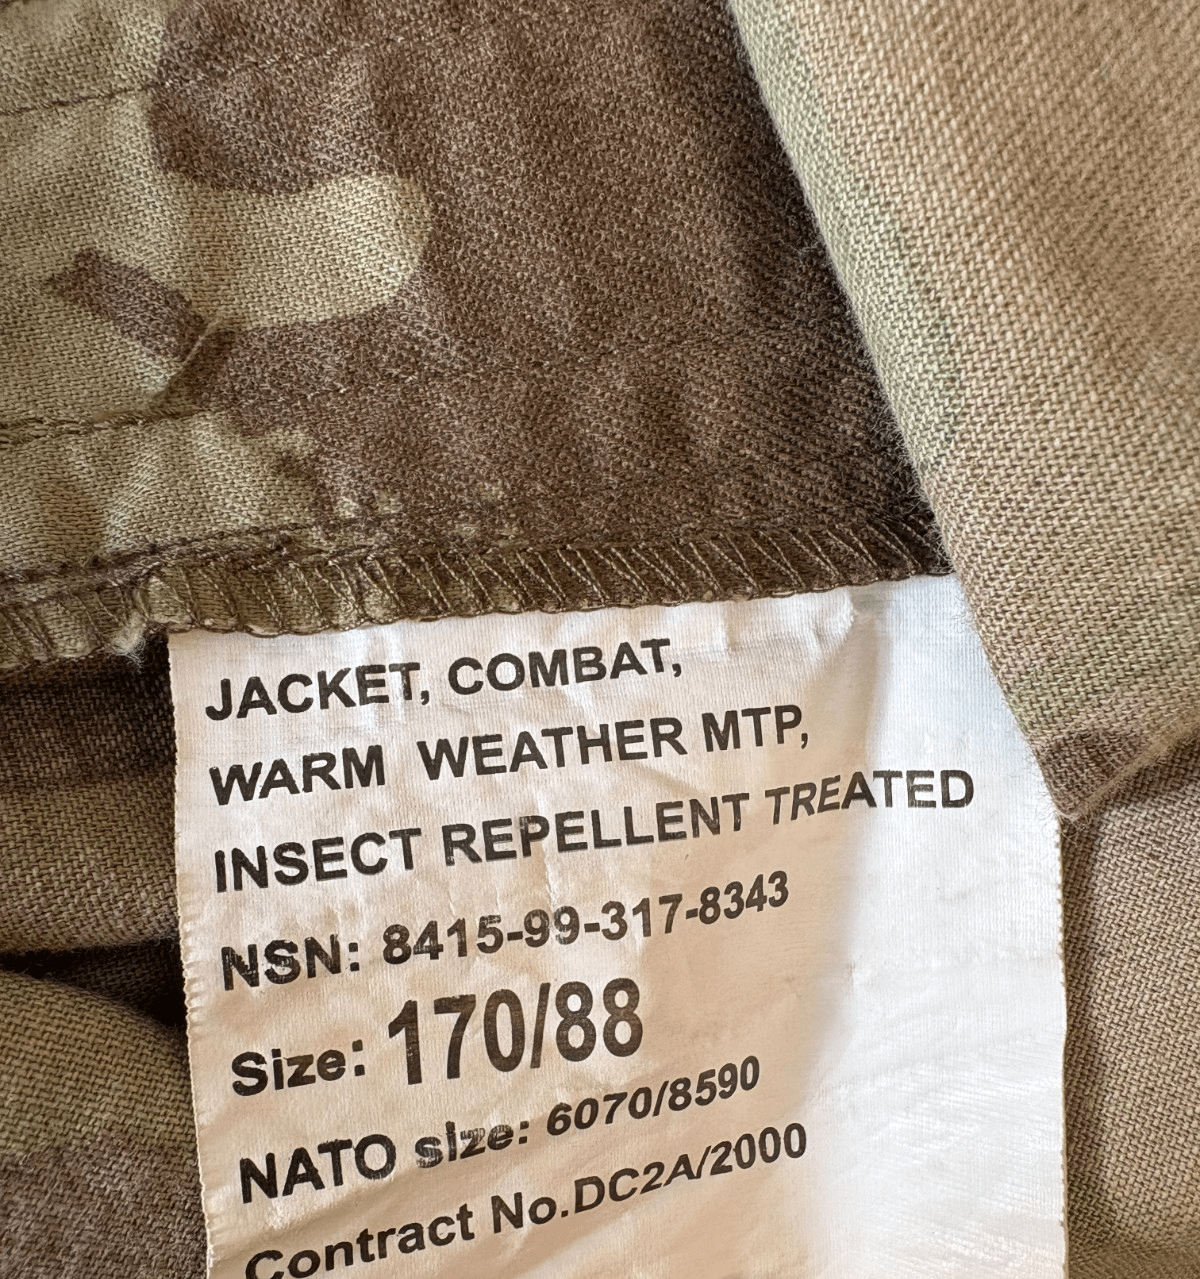 JACKET, COMBAT,
WARM WEATHER MTP,
INSECT REPELLENT TREATED
NSN: 8415-99-317-8343
Size: 170/88
NATO size: 6070/8590
Contract No.DC2A/2000